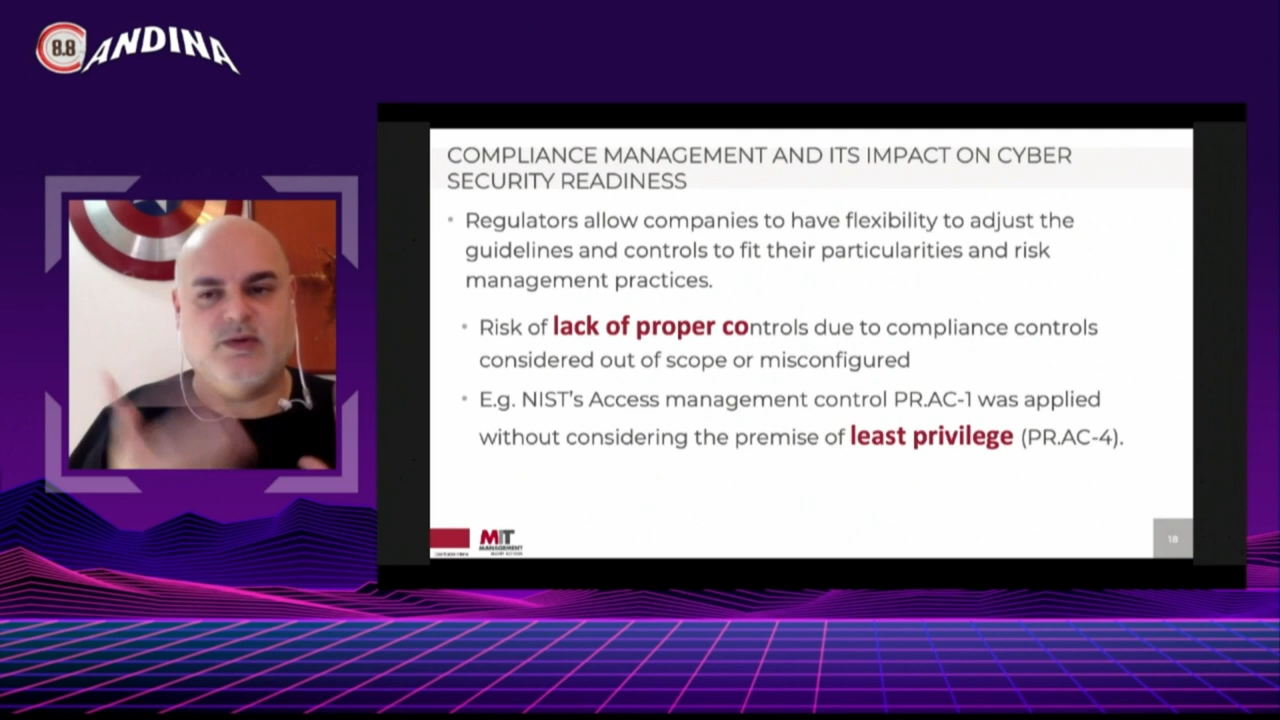 8.8 ANDINA
COMPLIANCE MANAGEMENT AND ITS IMPACT ON CYBER
SECURITY READINESS
• Regulators allow companies to have flexibility to adjust the
guidelines and controls to fit their particularities and risk
management practices.
• Risk of lack of proper controls due to compliance controls
considered out of scope or misconfigured
• E.g. NIST's Access management control PR.AC-1 was applied
without considering the premise of least privilege (PR.AC-4).
MIT
MANAGEMENT
18